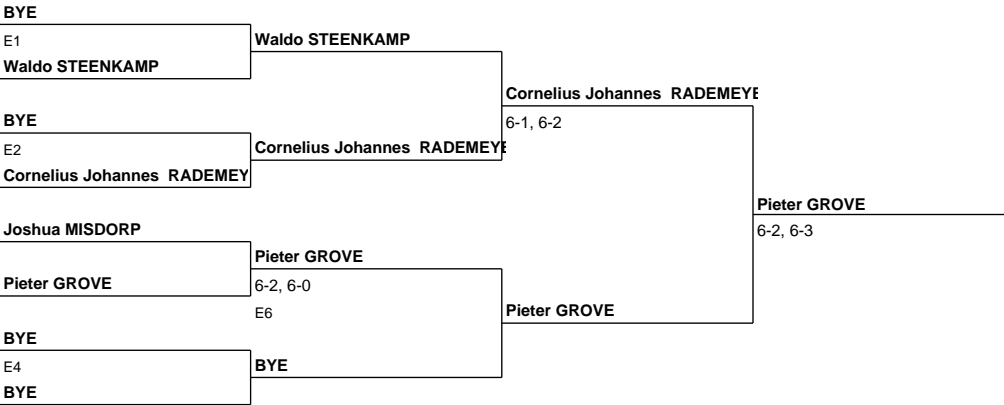 BYE
E1
Waldo STEENKAMP
Waldo STEENKAMP
Cornelius Johannes RADEMEYE
6-1, 6-2
BYE
E2
Cornelius Johannes RADEMEYE
Cornelius Johannes RADEMEY
Pieter GROVE
6-2, 6-3
Joshua MISDORP
Pieter GROVE
Pieter GROVE
6-2, 6-0
E6
Pieter GROVE
BYE
E4
BYE
BYE